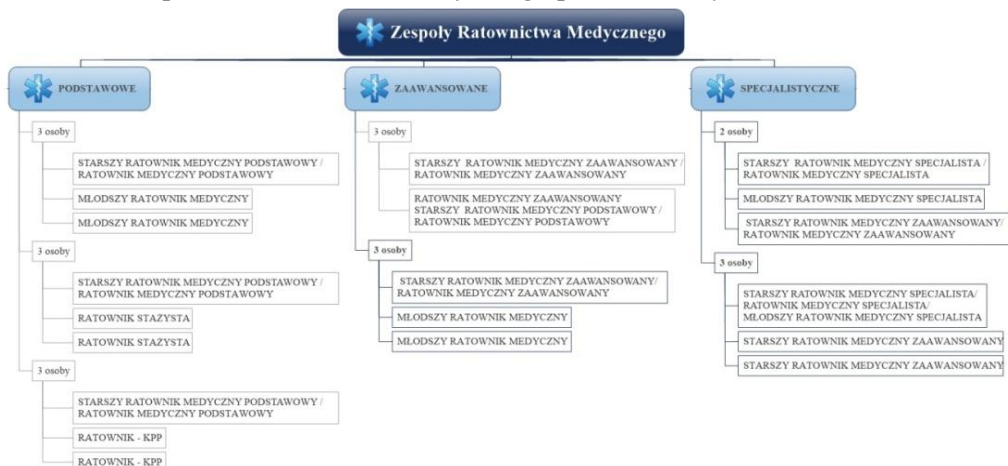 Zespoły Ratownictwa Medycznego
PODSTAWOWE
3 osoby
STARSZY RATOWNIK MEDYCZNY PODSTAWOWY /
RATOWNIK MEDYCZNY PODSTAWOWY
MŁODSZY RATOWNIK MEDYCZNY
MŁODSZY RATOWNIK MEDYCZNY
3 osoby
STARSZY RATOWNIK MEDYCZNY PODSTAWOWY /
RATOWNIK MEDYCZNY PODSTAWOWY
RATOWNIK STAŻYSTA
RATOWNIK STAŻYSTA
3 osoby
STARSZY RATOWNIK MEDYCZNY PODSTAWOWY /
RATOWNIK MEDYCZNY PODSTAWOWY
RATOWNIK - KPP
RATOWNIK - KPP
ZAAWANSOWANE
3 osoby
STARSZY RATOWNIK MEDYCZNY ZAAWANSOWANY /
RATOWNIK MEDYCZNY ZAAWANSOWANY
RATOWNIK MEDYCZNY ZAAWANSOWANY
STARSZY RATOWNIK MEDYCZNY PODSTAWOWY /
RATOWNIK MEDYCZNY PODSTAWOWY
3 osoby
STARSZY RATOWNIK MEDYCZNY ZAAWANSOWANY/
RATOWNIK MEDYCZNY ZAAWANSOWANY
MŁODSZY RATOWNIK MEDYCZNY
MŁODSZY RATOWNIK MEDYCZNY
SPECJALISTYCZNE
2 osoby
STARSZY RATOWNIK MEDYCZNY SPECJALISTA /
RATOWNIK MEDYCZNY SPECJALISTA
MŁODSZY RATOWNIK MEDYCZNY SPECJALISTA
STARSZY RATOWNIK MEDYCZNY ZAAWANSOWANY/
RATOWNIK MEDYCZNY ZAAWANSOWANY
3 osoby
STARSZY RATOWNIK MEDYCZNY SPECJALISTA/
RATOWNIK MEDYCZNY SPECJALISTA/
MŁODSZY RATOWNIK MEDYCZNY SPECJALISTA
STARSZY RATOWNIK MEDYCZNY ZAAWANSOWANY
STARSZY RATOWNIK MEDYCZNY ZAAWANSOWANY